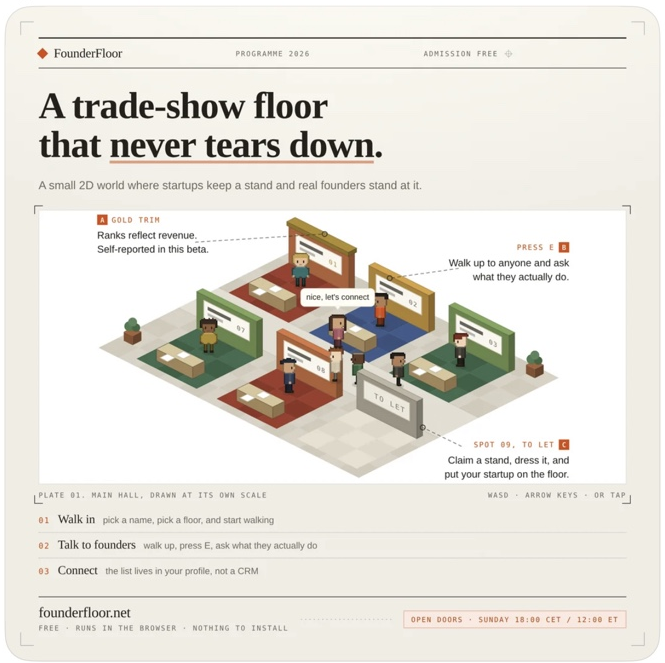 FounderFloor
PROGRAMME 2026
ADMISSION FREE
A trade-show floor
that never tears down.
A small 2D world where startups keep a stand and real founders stand at it.
A GOLD TRIM
Ranks reflect revenue.
Self-reported in this beta.
PRESS E B
Walk up to anyone and ask
what they actually do.
01
nice, let's connect
02
03
07
08
TO LET
SPOT 09, TO LET C
Claim a stand, dress it, and
put your startup on the floor.
PLATE 01. MAIN HALL, DRAWN AT ITS OWN SCALE
WASD · ARROW KEYS · OR TAP
01 Walk in pick a name, pick a floor, and start walking
02 Talk to founders walk up, press E, ask what they actually do
03 Connect the list lives in your profile, not a CRM
founderfloor.net
FREE · RUNS IN THE BROWSER · NOTHING TO INSTALL
OPEN DOORS · SUNDAY 18:00 CET / 12:00 ET